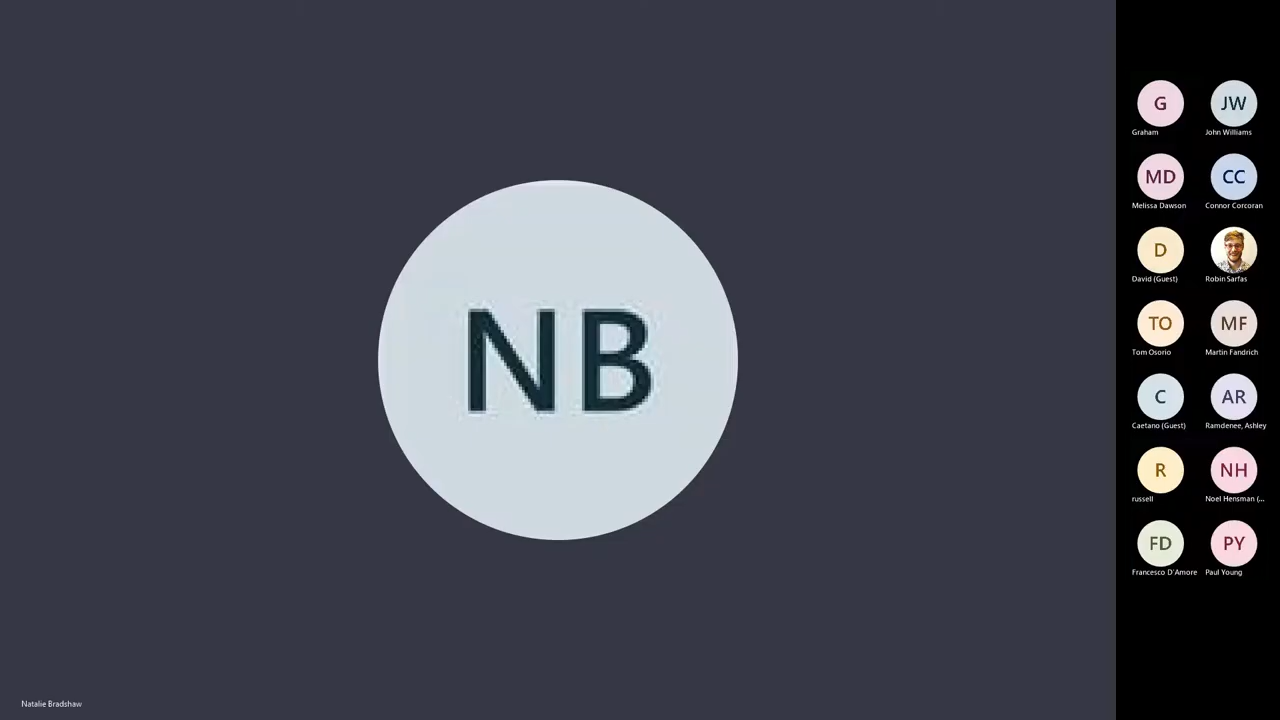 NB
Natalie Bradshaw
G
JW
Graham
John Williams
MD
CC
Melissa Dawson
Connor Corcoran
D
David (Guest)
Robin Sarfas
TO
MF
Tom Osorio
Martin Fandrich
C
AR
Caetano (Guest)
Ramdenee, Ashley
R
NH
russell
Noel Hensman (...
FD
PY
Francesco D'Amore
Paul Young